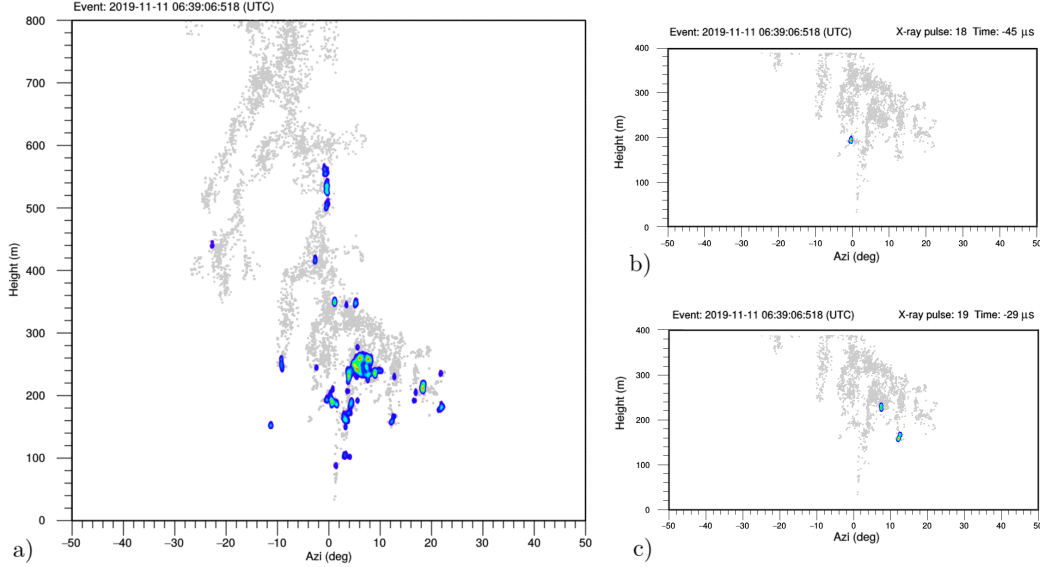 Event: 2019-11-11 06:39:06:518 (UTC)
800
700
600
500
400
300
200
100
0
Height (m)
−50 −40 −30 −20 −10 0 10 20 30 40 50
Azi (deg)
a)
Event: 2019-11-11 06:39:06:518 (UTC) X-ray pulse: 18 Time: -45 μs
400
300
200
100
0
Height (m)
−50 −40 −30 −20 −10 0 10 20 30 40 50
Azi (deg)
b)
Event: 2019-11-11 06:39:06:518 (UTC) X-ray pulse: 19 Time: -29 μs
400
300
200
100
0
Height (m)
−50 −40 −30 −20 −10 0 10 20 30 40 50
Azi (deg)
c)